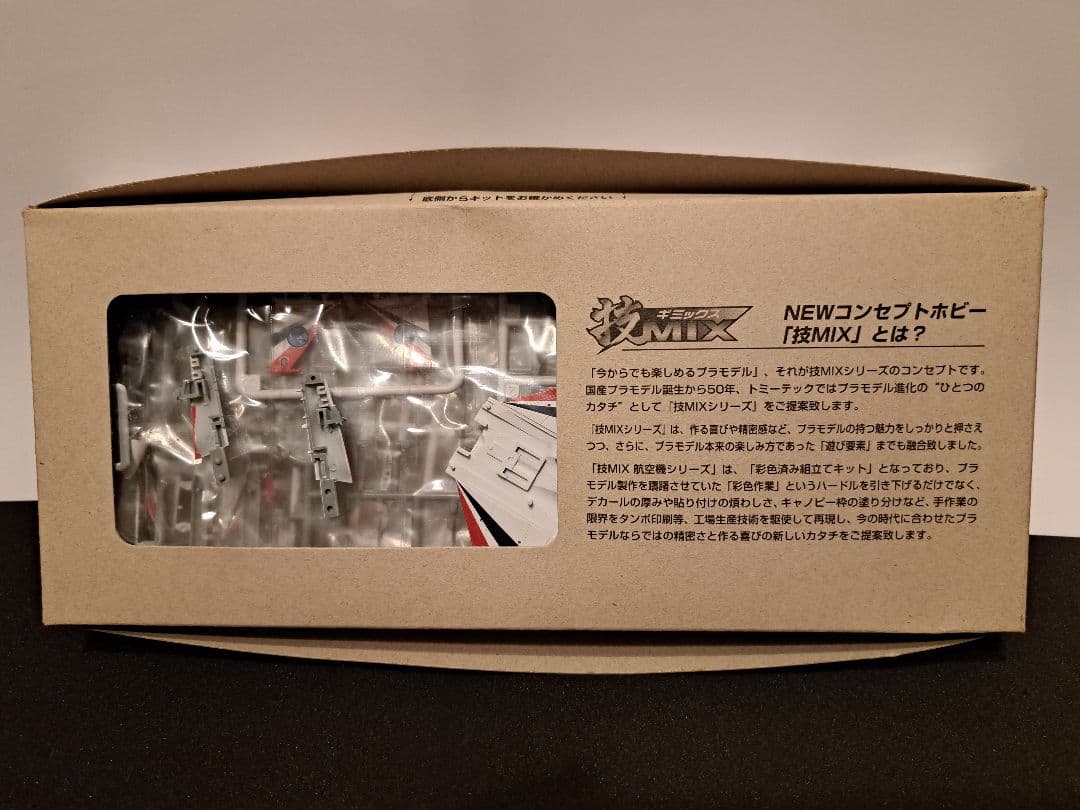 底側からキットをお確かめください
技MIX
ギミックス
NEWコンセプトホビー
「技MIX」とは？
「今からでも楽しめるプラモデル」、それが技MIXシリーズのコンセプトです。
国産プラモデル誕生から50年、トミーテックではプラモデル進化の“ひとつの
カタチ”として『技MIXシリーズ』をご提案致します。
『技MIXシリーズ』は、作る喜びや精密感など、プラモデルの持つ魅力をしっかりと押さえ
つつ、さらに、プラモデル本来の楽しみ方であった「遊び要素」までも融合致しました。
「技MIX 航空機シリーズ」は、「彩色済み組立てキット」となっており、プラ
モデル製作を躊躇させていた「彩色作業」というハードルを引き下げるだけでなく、
デカールの厚みや貼り付けの煩わしさ、キャノピー枠の塗り分けなど、手作業の
限界をタンポ印刷等、工場生産技術を駆使して再現し、今の時代に合わせたプラ
モデルならではの精密さと作る喜びの新しいカタチをご提案致します。